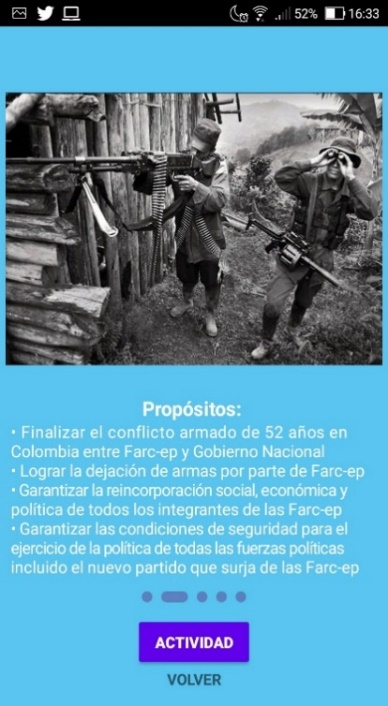 52% 16:33
Propósitos:
• Finalizar el conflicto armado de 52 años en
Colombia entre Farc-ep y Gobierno Nacional
• Lograr la dejación de armas por parte de Farc-ep
• Garantizar la reincorporación social, económica y
política de todos los integrantes de las Farc-ep
• Garantizar las condiciones de seguridad para el
ejercicio de la política de todas las fuerzas políticas
incluido el nuevo partido que surja de las Farc-ep
ACTIVIDAD
VOLVER